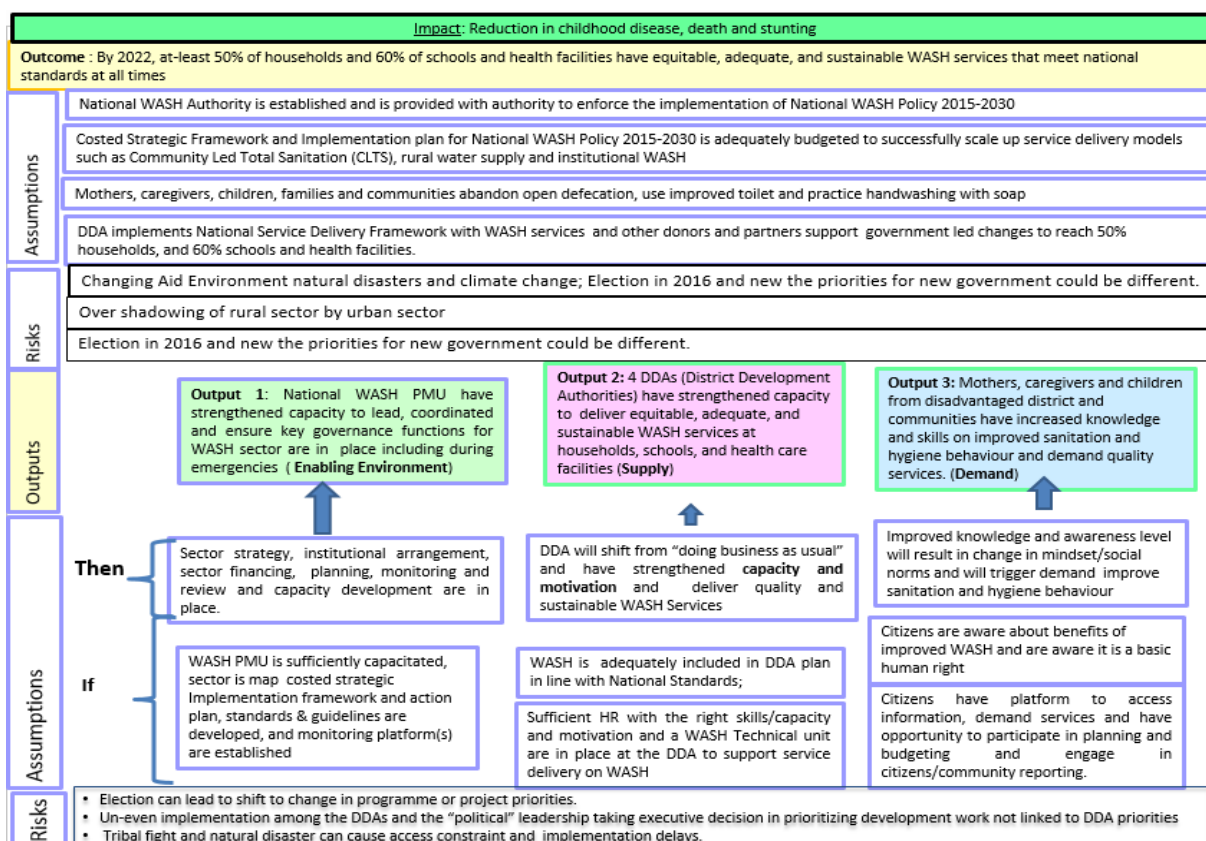 Impact: Reduction in childhood disease, death and stunting
Outcome : By 2022, at-least 50% of households and 60% of schools and health facilities have equitable, adequate, and sustainable WASH services that meet national
standards at all times
Assumptions
National WASH Authority is established and is provided with authority to enforce the implementation of National WASH Policy 2015-2030
Costed Strategic Framework and Implementation plan for National WASH Policy 2015-2030 is adequately budgeted to successfully scale up service delivery models
such as Community Led Total Sanitation (CLTS), rural water supply and institutional WASH
Mothers, caregivers, children, families and communities abandon open defecation, use improved toilet and practice handwashing with soap
DDA implements National Service Delivery Framework with WASH services and other donors and partners support government led changes to reach 50%
households, and 60% schools and health facilities.
Risks
Changing Aid Environment natural disasters and climate change; Election in 2016 and new the priorities for new government could be different.
Over shadowing of rural sector by urban sector
Election in 2016 and new the priorities for new government could be different.
Outputs
Output 1: National WASH PMU have
strengthened capacity to lead, coordinated
and ensure key governance functions for
WASH sector are in place including during
emergencies ( Enabling Environment)
Output 2: 4 DDAs (District Development
Authorities) have strengthened capacity
to deliver equitable, adequate, and
sustainable WASH services at
households, schools, and health care
facilities (Supply)
Output 3: Mothers, caregivers and children
from disadvantaged district and
communities have increased knowledge
and skills on improved sanitation and
hygiene behaviour and demand quality
services. (Demand)
Assumptions
Then
Sector strategy, institutional arrangement,
sector financing, planning, monitoring and
review and capacity development are in
place.
DDA will shift from "doing business as usual"
and have strengthened capacity and
motivation and deliver quality and
sustainable WASH Services
Improved knowledge and awareness level
will result in change in mindset/social
norms and will trigger demand improve
sanitation and hygiene behaviour
If
WASH PMU is sufficiently capacitated,
sector is map costed strategic
Implementation framework and action
plan, standards & guidelines are
developed, and monitoring platform(s)
are established
WASH is adequately included in DDA plan
in line with National Standards;
Sufficient HR with the right skills/capacity
and motivation and a WASH Technical unit
are in place at the DDA to support service
delivery on WASH
Citizens are aware about benefits of
improved WASH and are aware it is a basic
human right
Citizens have platform to access
information, demand services and have
opportunity to participate in planning and
budgeting and engage in
citizens/community reporting.
Risks
• Election can lead to shift to change in programme or project priorities.
• Un-even implementation among the DDAs and the "political" leadership taking executive decision in prioritizing development work not linked to DDA priorities
• Tribal fight and natural disaster can cause access constraint and implementation delays.